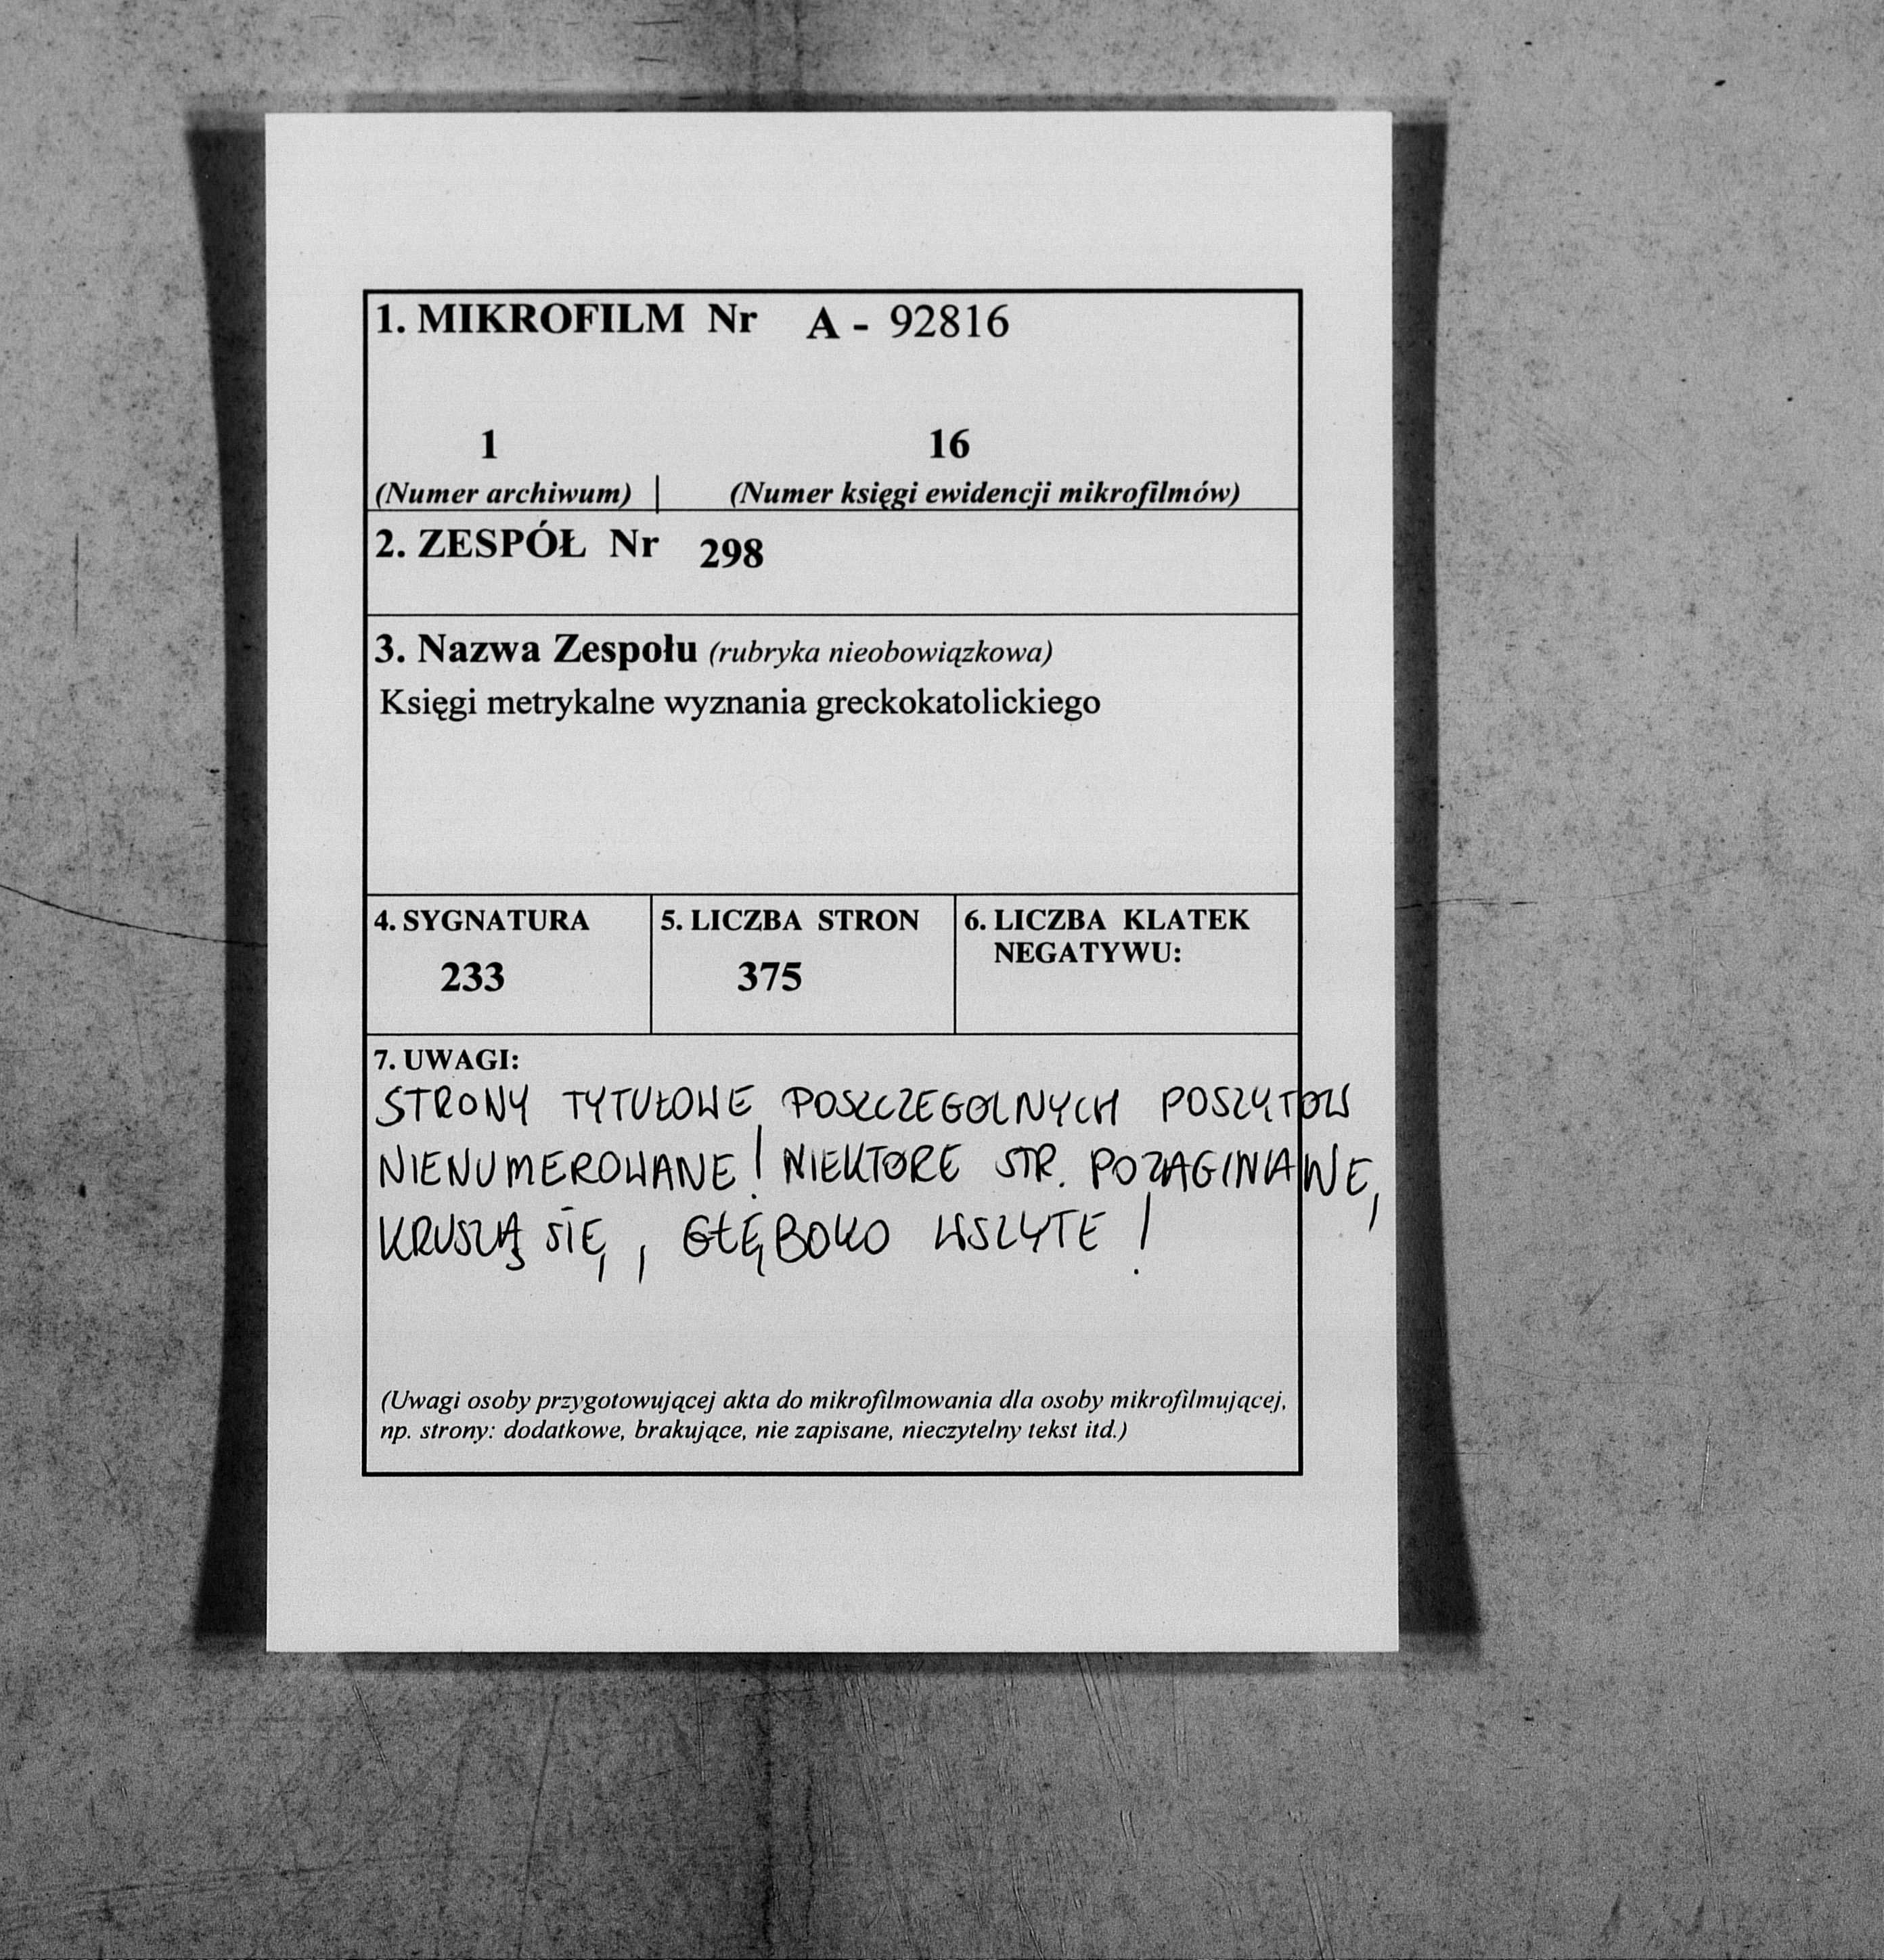 1. MIKROFILM Nr A - 92816
1 16
(Numer archiwum) | (Numer księgi ewidencji mikrofilmów)
2. ZESPÓŁ Nr 298
3. Nazwa Zespołu (rubryka nieobowiązkowa)
Księgi metrykalne wyznania greckokatolickiego
4. SYGNATURA
233
5. LICZBA STRON
375
6. LICZBA KLATEK
NEGATYWU:
7. UWAGI:
STRONY TYTUŁOWE POSZCZEGOLNYCH POSZYTOW
NIENUMEROWANE! NIEKTORE STR. POZAGINANE,
KRUSZĄ SIĘ, GŁĘBOKO WSZYTE!
(Uwagi osoby przygotowującej akta do mikrofilmowania dla osoby mikrofilmującej,
np. strony: dodatkowe, brakujące, nie zapisane, nieczytelny tekst itd.)